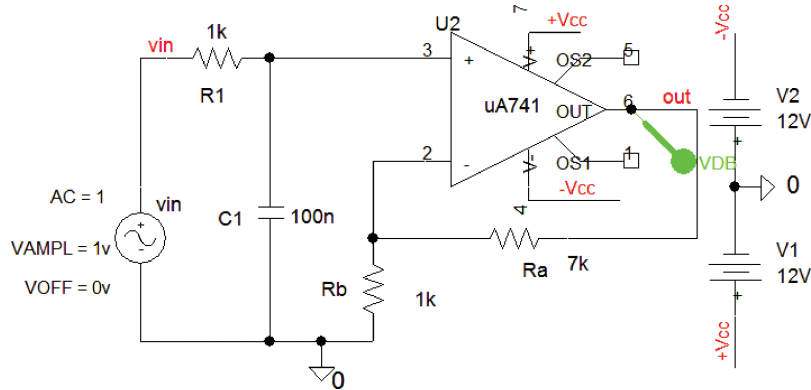 U2
7
+Vcc
-Vcc
1k
vin
R1
3
+
V+
OS2
5
uA741
OUT
6
out
V2
12V
2
-
V-
OS1
1
VDB
-Vcc
4
0
AC = 1
vin
C1
100n
VAMPL = 1v
VOFF = 0v
Ra
7k
Rb
1k
V1
12V
+
+
+Vcc
0